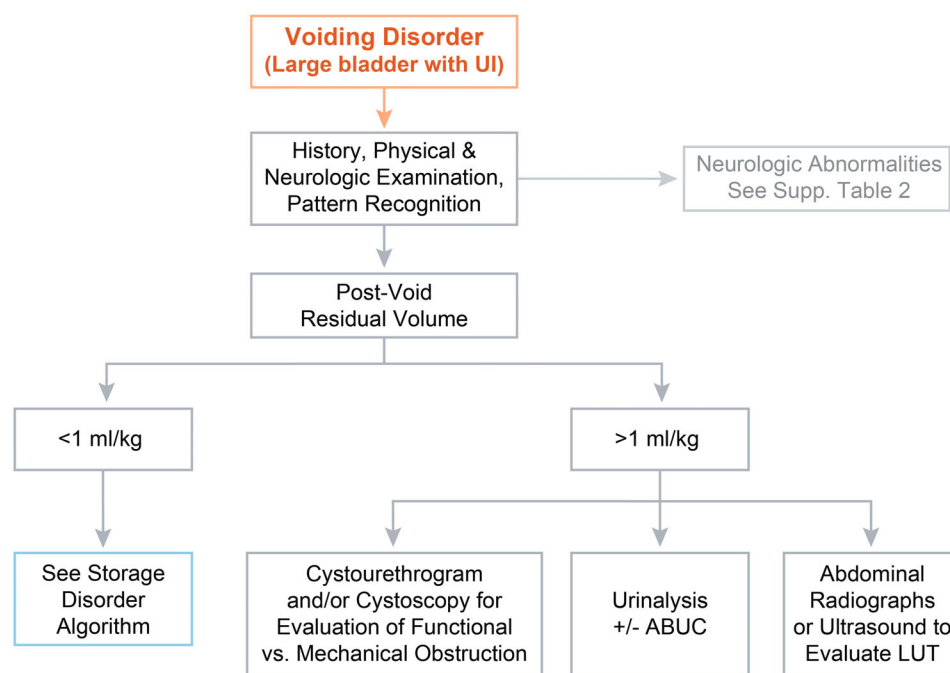 Voiding Disorder
(Large bladder with UI)
History, Physical &
Neurologic Examination,
Pattern Recognition
Neurologic Abnormalities
See Supp. Table 2
Post-Void
Residual Volume
<1 ml/kg
>1 ml/kg
See Storage
Disorder
Algorithm
Cystourethrogram
and/or Cystoscopy for
Evaluation of Functional
vs. Mechanical Obstruction
Urinalysis
+/- ABUC
Abdominal
Radiographs
or Ultrasound to
Evaluate LUT